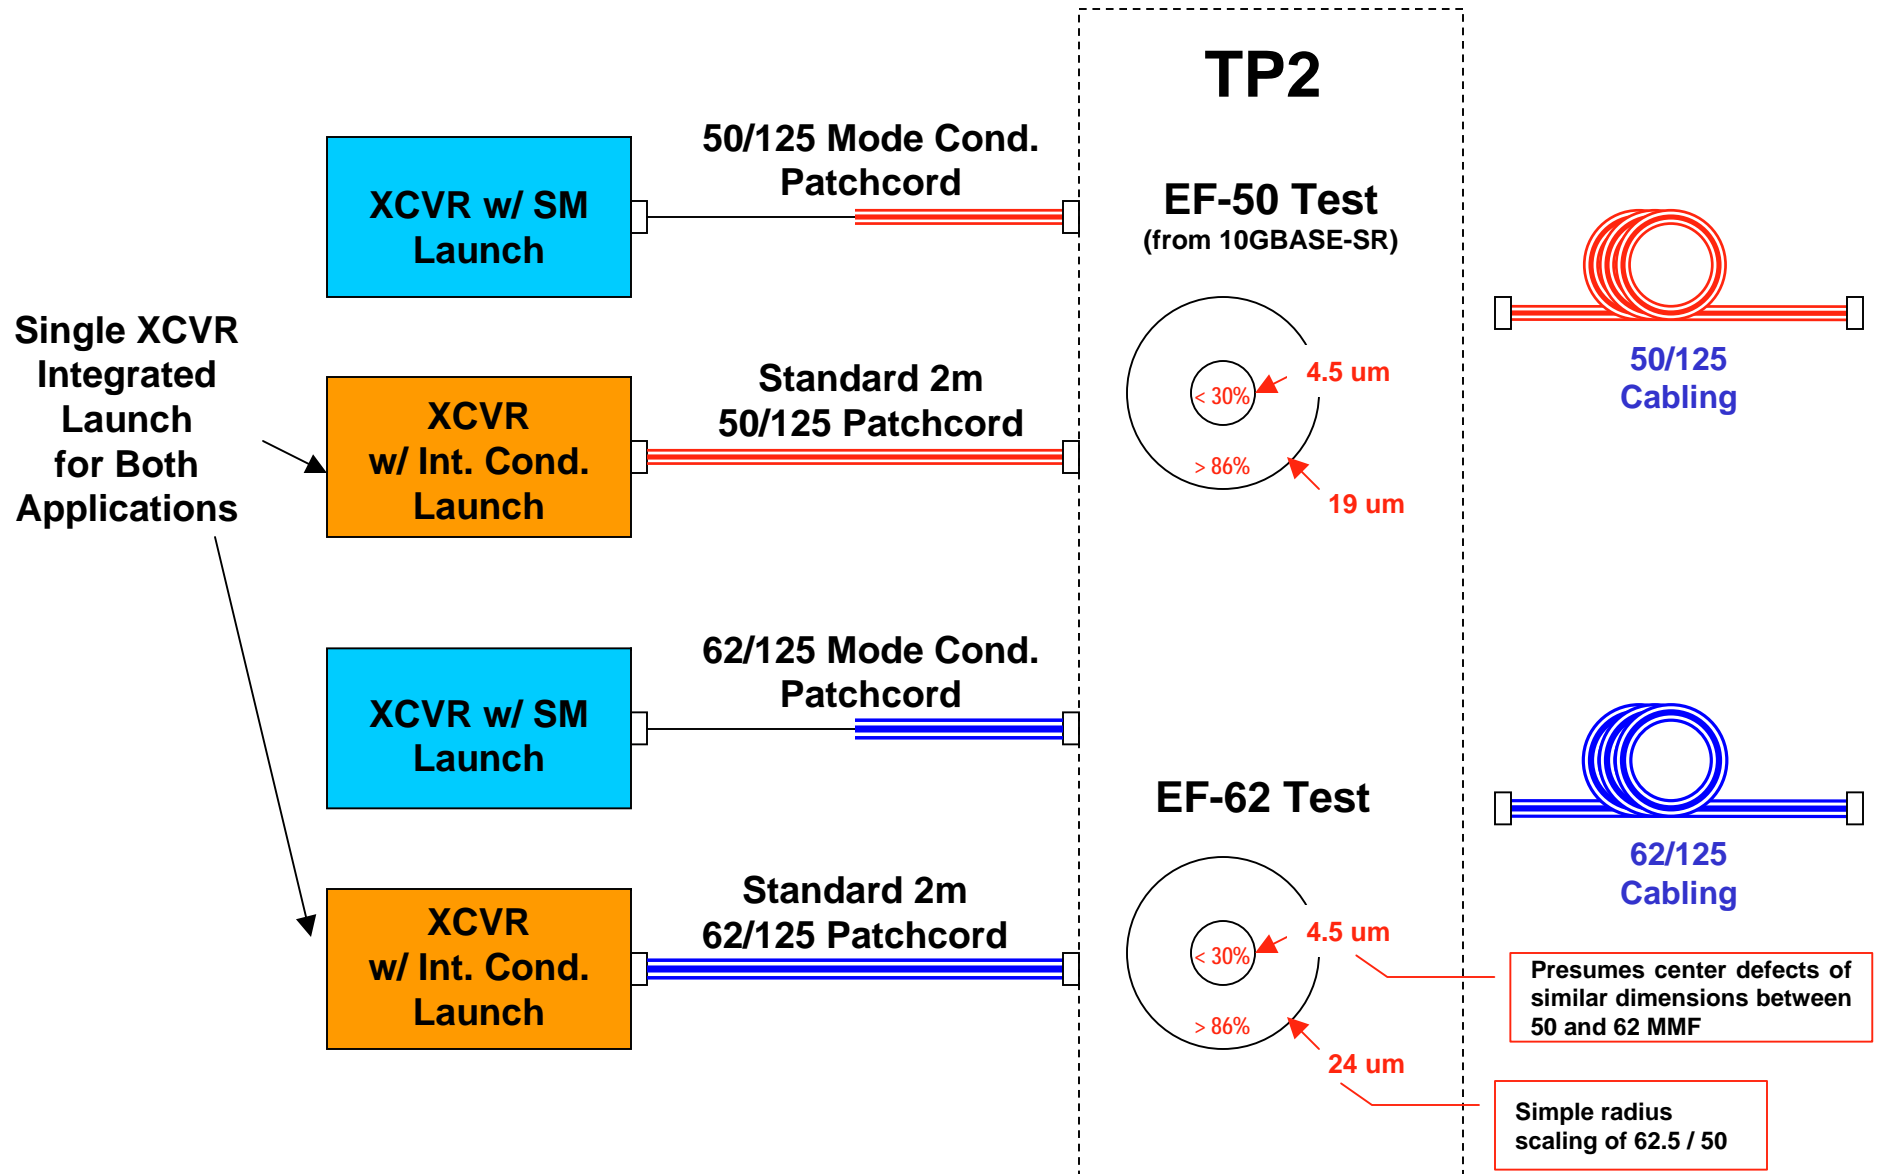 TP2
50/125 Mode Cond.
Patchcord
XCVR w/ SM
Launch
EF-50 Test
(from 10GBASE-SR)
Single XCVR
Integrated
Launch
for Both
Applications
XCVR
w/ Int. Cond.
Launch
Standard 2m
50/125 Patchcord
< 30%
4.5 um
> 86%
19 um
50/125
Cabling
62/125 Mode Cond.
Patchcord
XCVR w/ SM
Launch
EF-62 Test
62/125
Cabling
XCVR
w/ Int. Cond.
Launch
Standard 2m
62/125 Patchcord
< 30%
4.5 um
> 86%
24 um
Presumes center defects of
similar dimensions between
50 and 62 MMF
Simple radius
scaling of 62.5 / 50